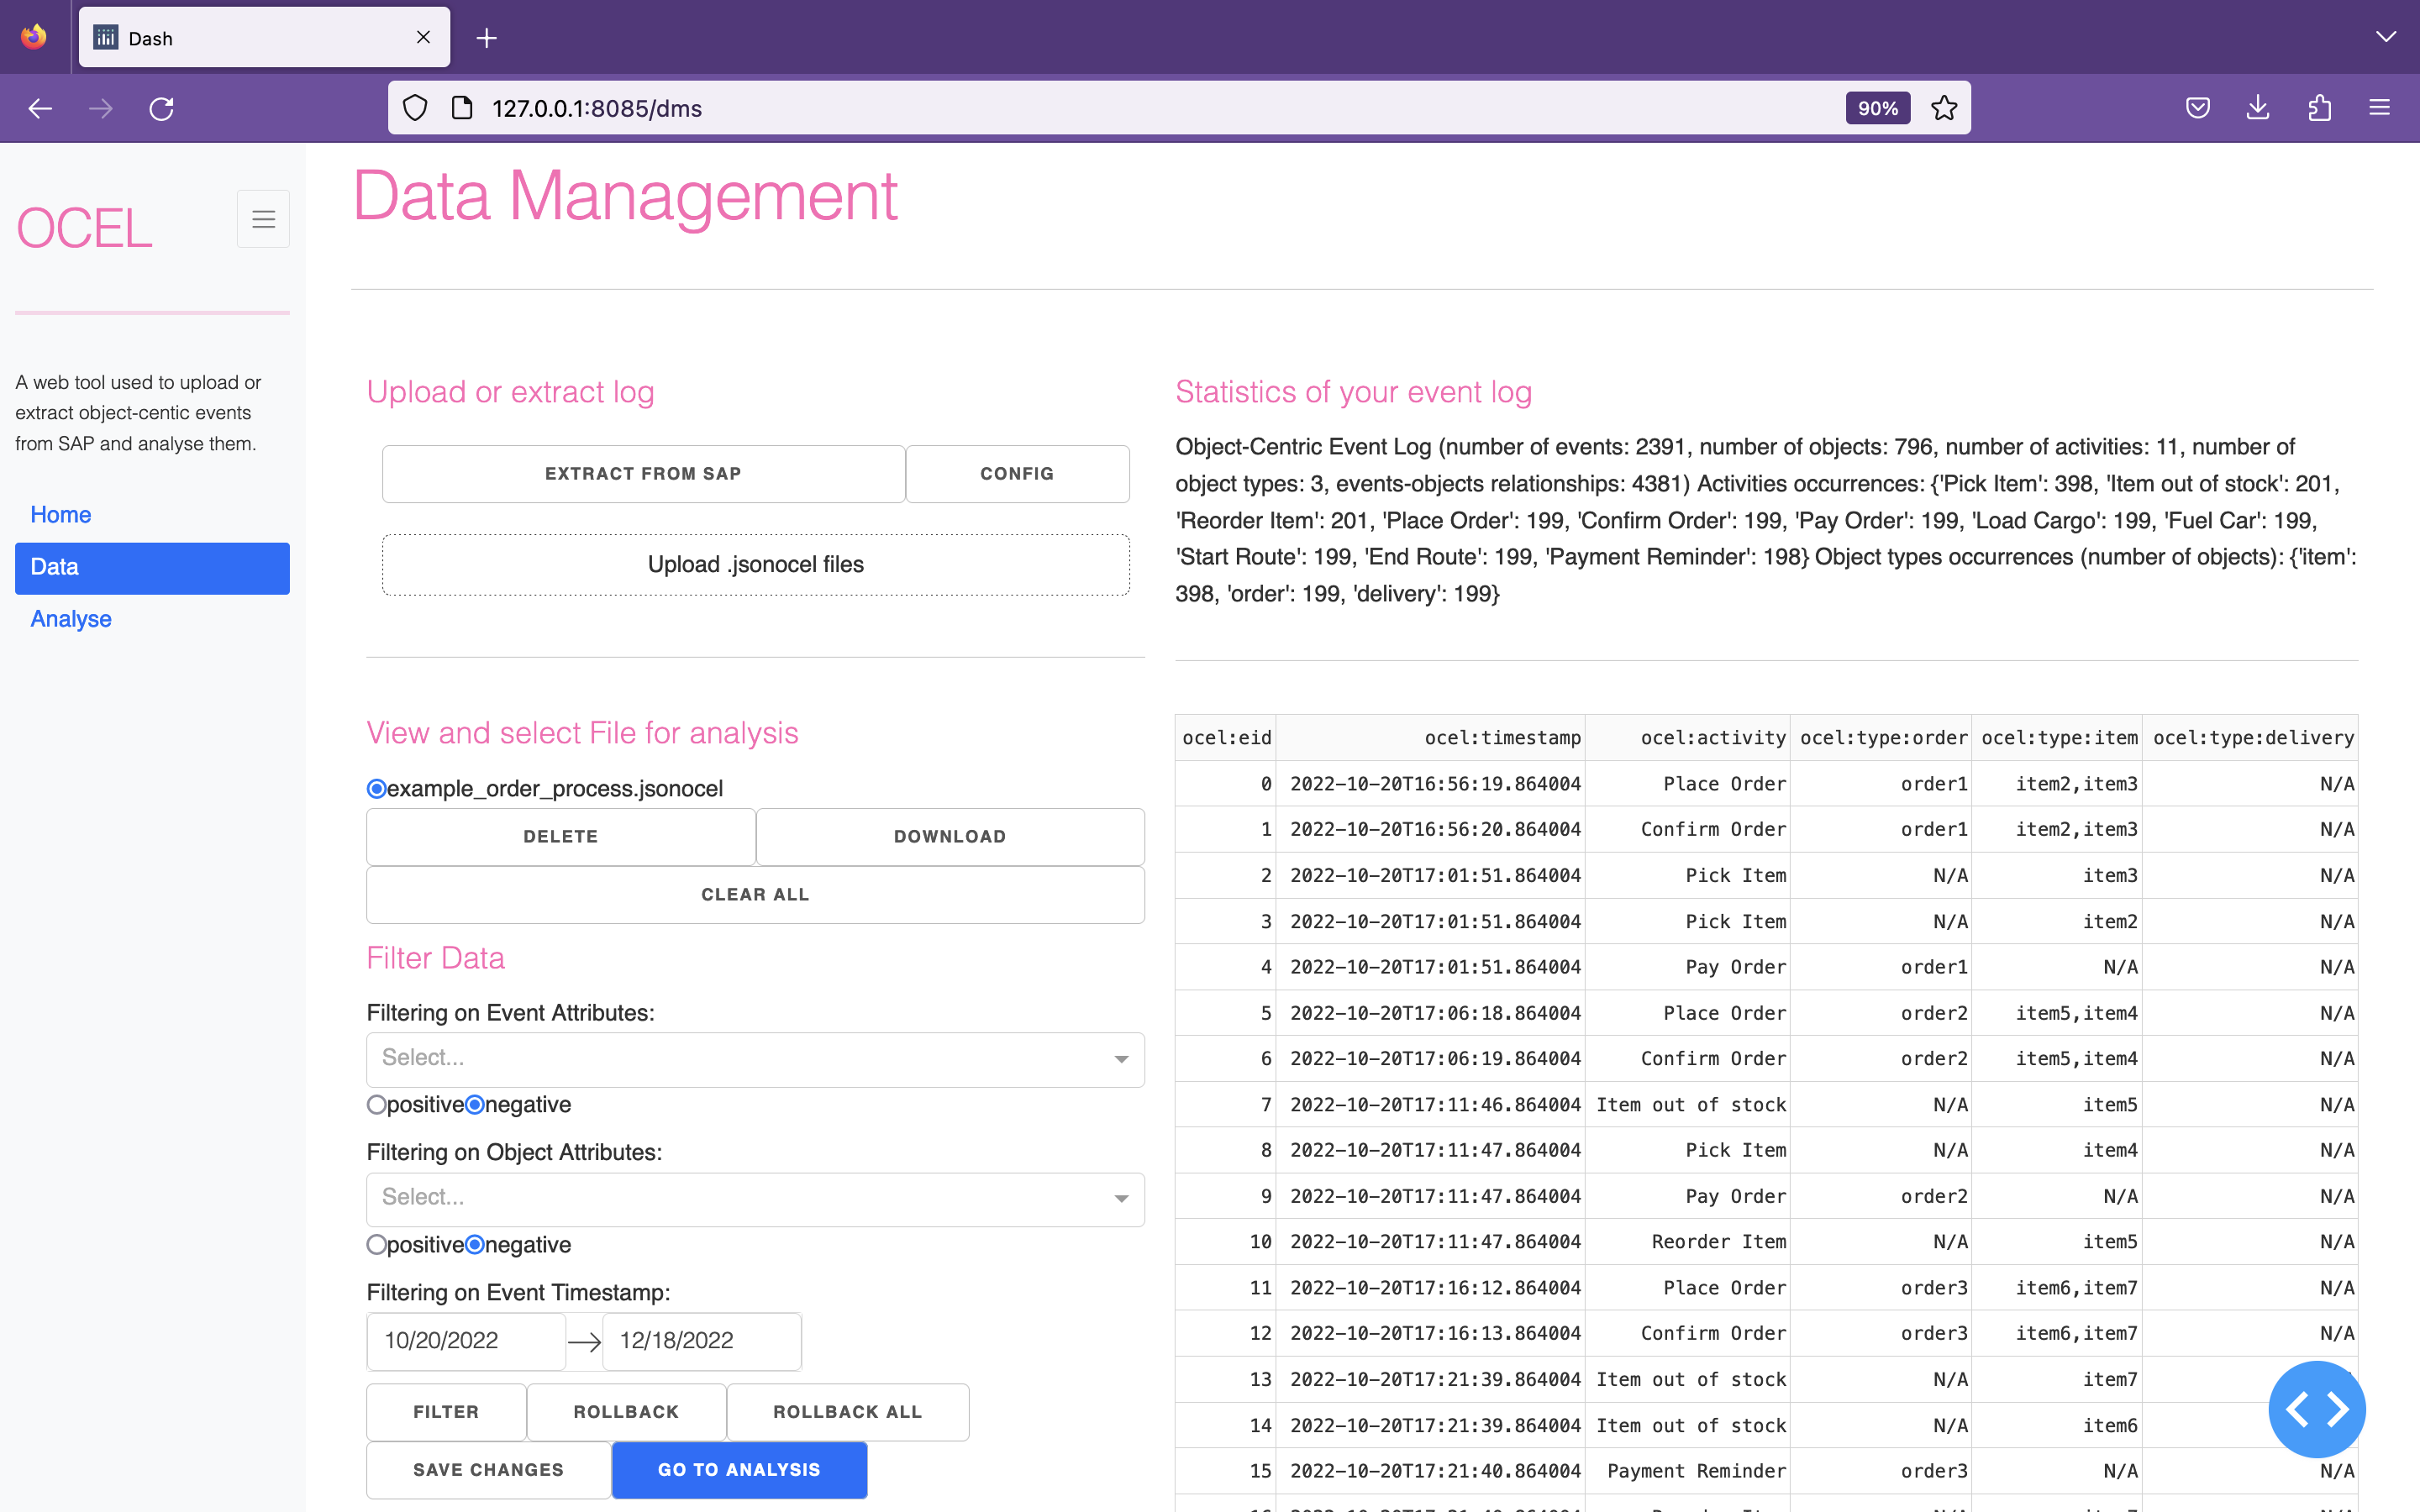 Dash
127.0.0.1:8085/dms
90%
OCEL
A web tool used to upload or
extract object-centic events
from SAP and analyse them.
Home
Data
Analyse
Data Management
Upload or extract log
EXTRACT FROM SAP CONFIG
Upload .jsonocel files
View and select File for analysis
example_order_process.jsonocel
DELETE DOWNLOAD
CLEAR ALL
Filter Data
Filtering on Event Attributes:
Select...
positive negative
Filtering on Object Attributes:
Select...
positive negative
Filtering on Event Timestamp:
10/20/2022 → 12/18/2022
FILTER ROLLBACK ROLLBACK ALL
SAVE CHANGES GO TO ANALYSIS
Statistics of your event log
Object-Centric Event Log (number of events: 2391, number of objects: 796, number of activities: 11, number of
object types: 3, events-objects relationships: 4381) Activities occurrences: {'Pick Item': 398, 'Item out of stock': 201,
'Reorder Item': 201, 'Place Order': 199, 'Confirm Order': 199, 'Pay Order': 199, 'Load Cargo': 199, 'Fuel Car': 199,
'Start Route': 199, 'End Route': 199, 'Payment Reminder': 198} Object types occurrences (number of objects): {'item':
398, 'order': 199, 'delivery': 199}
ocel:eid ocel:timestamp ocel:activity ocel:type:order ocel:type:item ocel:type:delivery
0 2022-10-20T16:56:19.864004 Place Order order1 item2,item3 N/A
1 2022-10-20T16:56:20.864004 Confirm Order order1 item2,item3 N/A
2 2022-10-20T17:01:51.864004 Pick Item N/A item3 N/A
3 2022-10-20T17:01:51.864004 Pick Item N/A item2 N/A
4 2022-10-20T17:01:51.864004 Pay Order order1 N/A N/A
5 2022-10-20T17:06:18.864004 Place Order order2 item5,item4 N/A
6 2022-10-20T17:06:19.864004 Confirm Order order2 item5,item4 N/A
7 2022-10-20T17:11:46.864004 Item out of stock N/A item5 N/A
8 2022-10-20T17:11:47.864004 Pick Item N/A item4 N/A
9 2022-10-20T17:11:47.864004 Pay Order order2 N/A N/A
10 2022-10-20T17:11:47.864004 Reorder Item N/A item5 N/A
11 2022-10-20T17:16:12.864004 Place Order order3 item6,item7 N/A
12 2022-10-20T17:16:13.864004 Confirm Order order3 item6,item7 N/A
13 2022-10-20T17:21:39.864004 Item out of stock N/A item7
14 2022-10-20T17:21:39.864004 Item out of stock N/A item6
15 2022-10-20T17:21:40.864004 Payment Reminder order3 N/A N/A